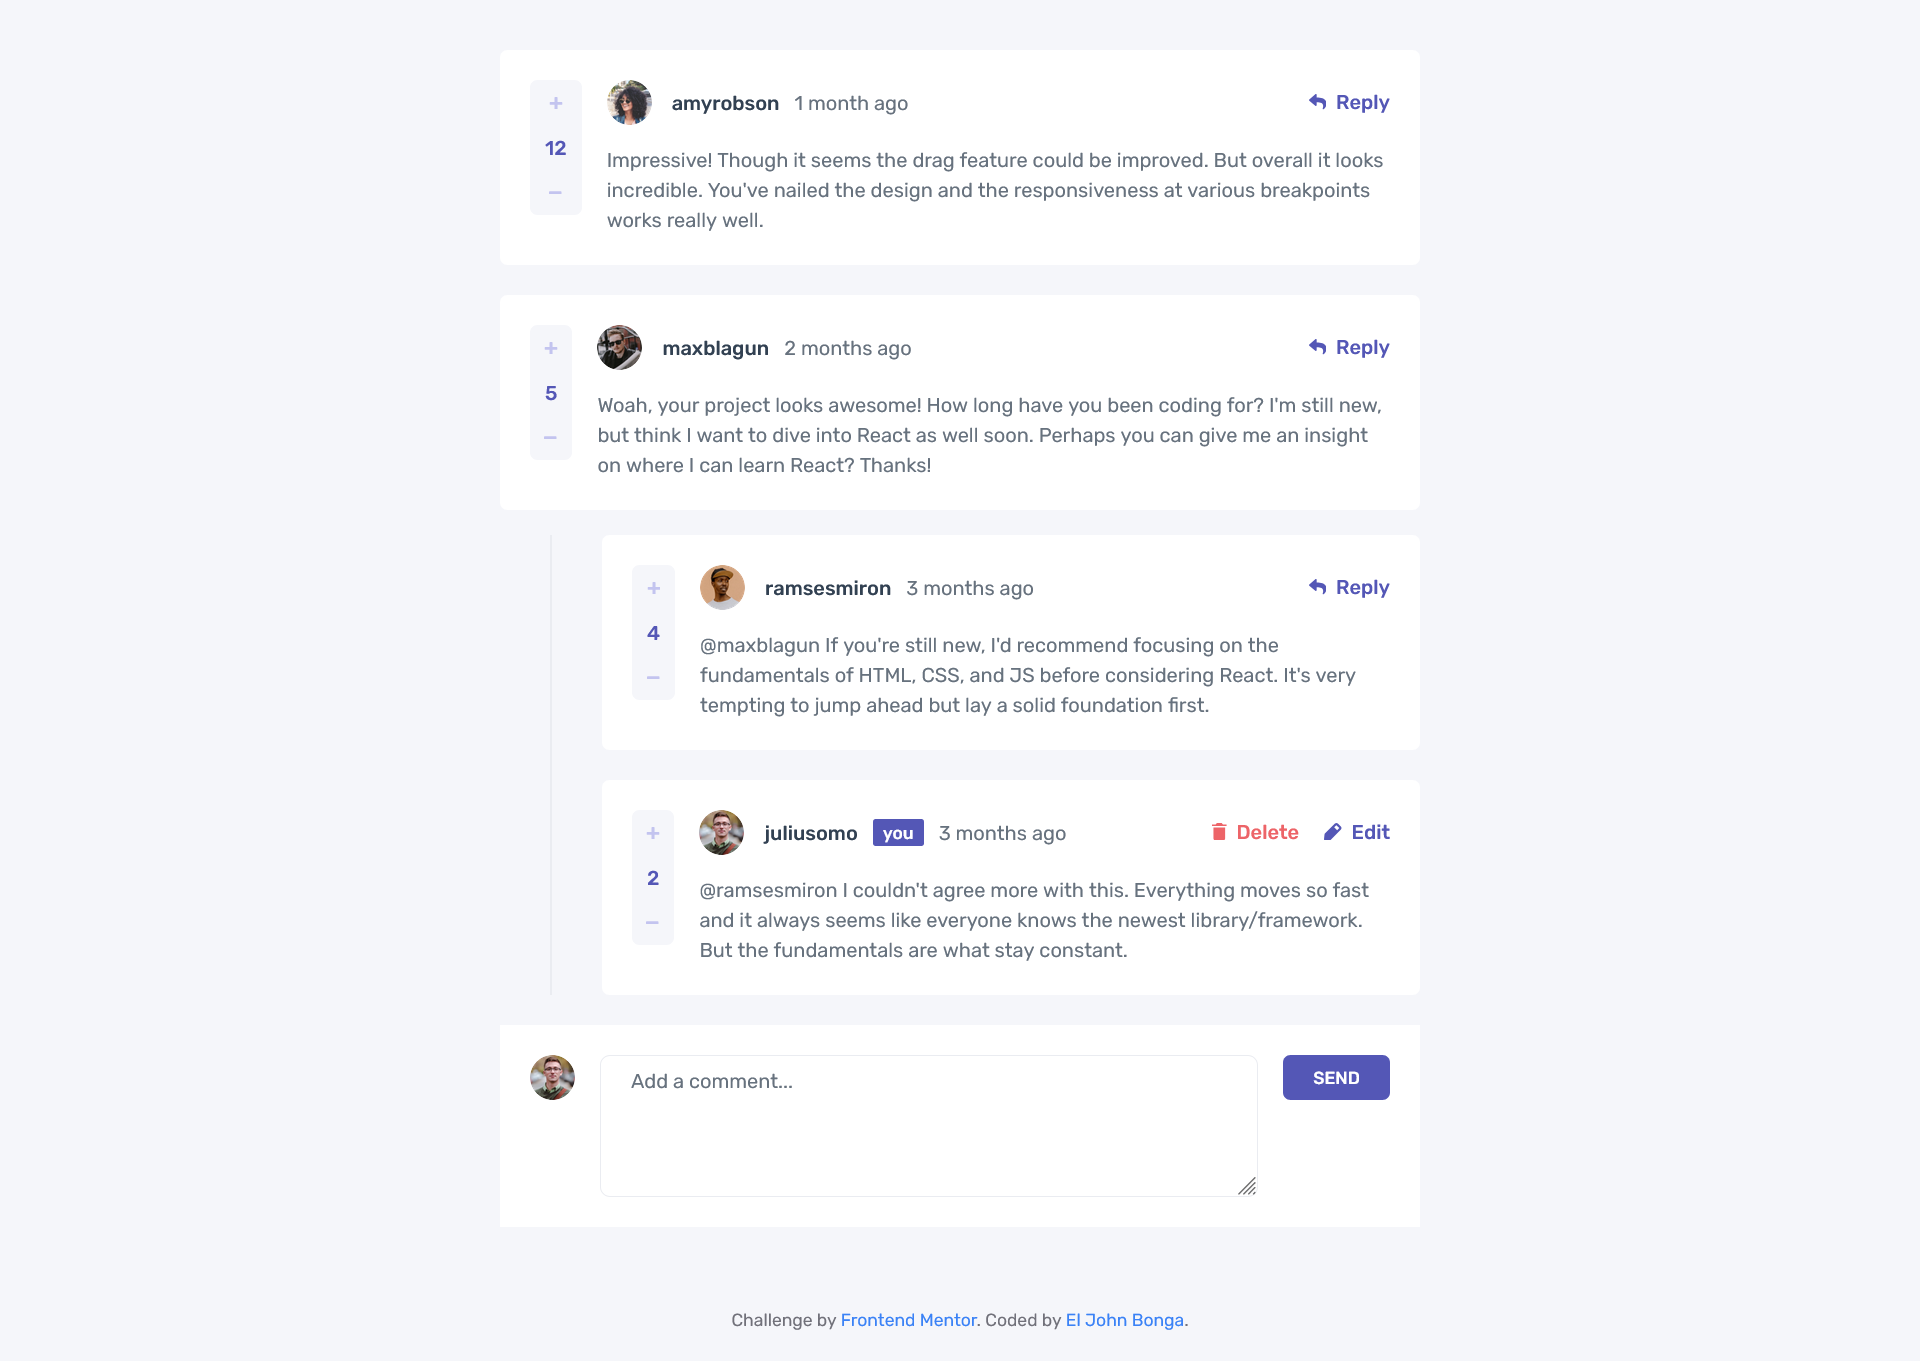 +
12
–
amyrobson 1 month ago
Reply
Impressive! Though it seems the drag feature could be improved. But overall it looks
incredible. You've nailed the design and the responsiveness at various breakpoints
works really well.
+
5
–
maxblagun 2 months ago
Reply
Woah, your project looks awesome! How long have you been coding for? I'm still new,
but think I want to dive into React as well soon. Perhaps you can give me an insight
on where I can learn React? Thanks!
+
4
–
ramsesmiron 3 months ago
Reply
@maxblagun If you're still new, I'd recommend focusing on the
fundamentals of HTML, CSS, and JS before considering React. It's very
tempting to jump ahead but lay a solid foundation first.
+
2
–
juliusomo you 3 months ago
Delete Edit
@ramsesmiron I couldn't agree more with this. Everything moves so fast
and it always seems like everyone knows the newest library/framework.
But the fundamentals are what stay constant.
Add a comment...
SEND
Challenge by Frontend Mentor. Coded by El John Bonga.